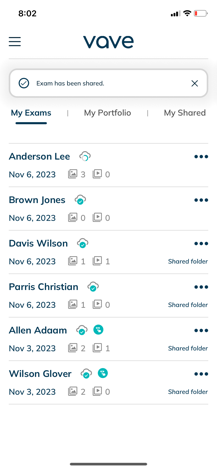 8:02
vave
Exam has been shared.
My Exams | My Portfolio | My Shared
Anderson Lee
Nov 6, 2023 3 0
Brown Jones
Nov 6, 2023 0 0
Davis Wilson
Nov 6, 2023 1 1 Shared folder
Parris Christian
Nov 6, 2023 1 0 Shared folder
Allen Adaam
Nov 3, 2023 2 1 Shared folder
Wilson Glover
Nov 3, 2023 2 0 Shared folder